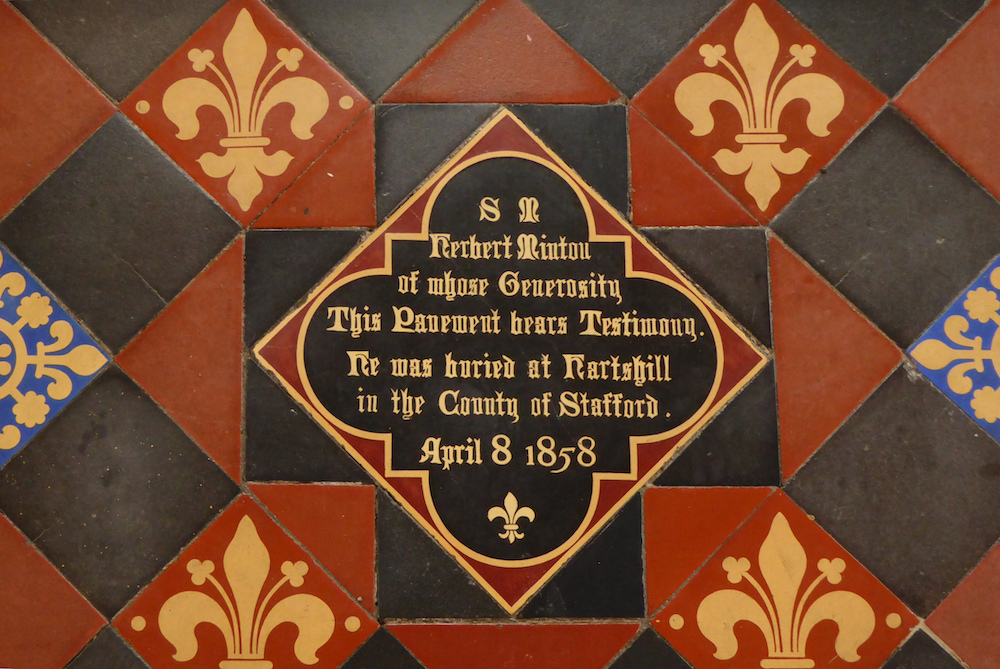 S M
Herbert Minton
of whose Generosity
This Pavement bears Testimony.
He was buried at Hartshill
in the County of Stafford.
April 8 1858